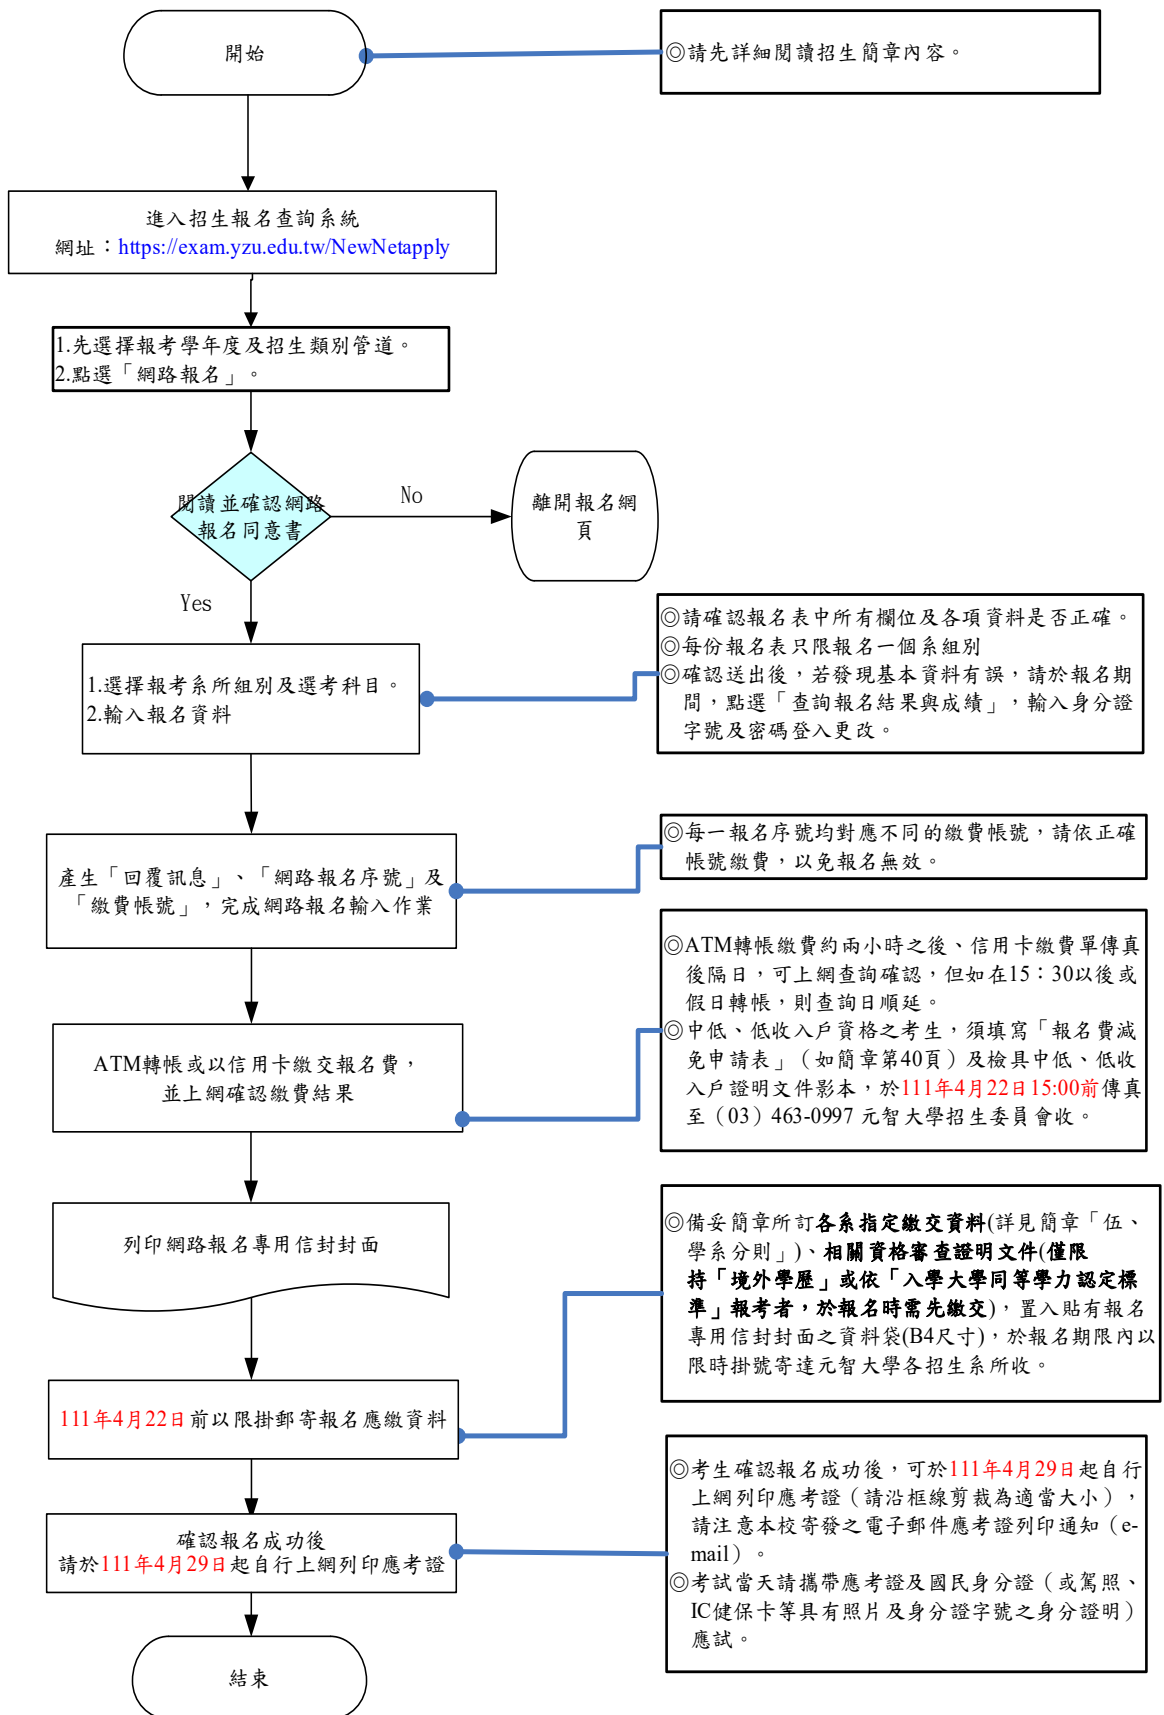 開始
◎請先詳細閱讀招生簡章內容。
進入招生報名查詢系統
網址：https://exam.yzu.edu.tw/NewNetapply
1.先選擇報考學年度及招生類別管道。
2.點選「網路報名」。
閱讀並確認網路
報名同意書
No
離開報名網
頁
Yes
1.選擇報考系所組別及選考科目。
2.輸入報名資料
◎請確認報名表中所有欄位及各項資料是否正確。
◎每份報名表只限報名一個系組別
◎確認送出後，若發現基本資料有誤，請於報名期
間，點選「查詢報名結果與成績」，輸入身分證
字號及密碼登入更改。
產生「回覆訊息」、「網路報名序號」及
「繳費帳號」，完成網路報名輸入作業
◎每一報名序號均對應不同的繳費帳號，請依正確
帳號繳費，以免報名無效。
ATM轉帳或以信用卡繳交報名費，
並上網確認繳費結果
◎ATM轉帳繳費約兩小時之後、信用卡繳費單傳真
後隔日，可上網查詢確認，但如在15：30以後或
假日轉帳，則查詢日順延。
◎中低、低收入戶資格之考生，須填寫「報名費減
免申請表」（如簡章第40頁）及檢具中低、低收
入戶證明文件影本，於111年4月22日15:00前傳真
至（03）463-0997 元智大學招生委員會收。
列印網路報名專用信封封面
◎備妥簡章所訂各系指定繳交資料(詳見簡章「伍、
學系分則」)、相關資格審查證明文件(僅限
持「境外學歷」或依「入學大學同等學力認定標
準」報考者，於報名時需先繳交)，置入貼有報名
專用信封封面之資料袋(B4尺寸)，於報名期限內以
限時掛號寄達元智大學各招生系所收。
111年4月22日前以限掛郵寄報名應繳資料
確認報名成功後
請於111年4月29日起自行上網列印應考證
◎考生確認報名成功後，可於111年4月29日起自行
上網列印應考證（請沿框線剪裁為適當大小），
請注意本校寄發之電子郵件應考證列印通知（e-
mail）。
◎考試當天請攜帶應考證及國民身分證（或駕照、
IC健保卡等具有照片及身分證字號之身分證明）
應試。
結束